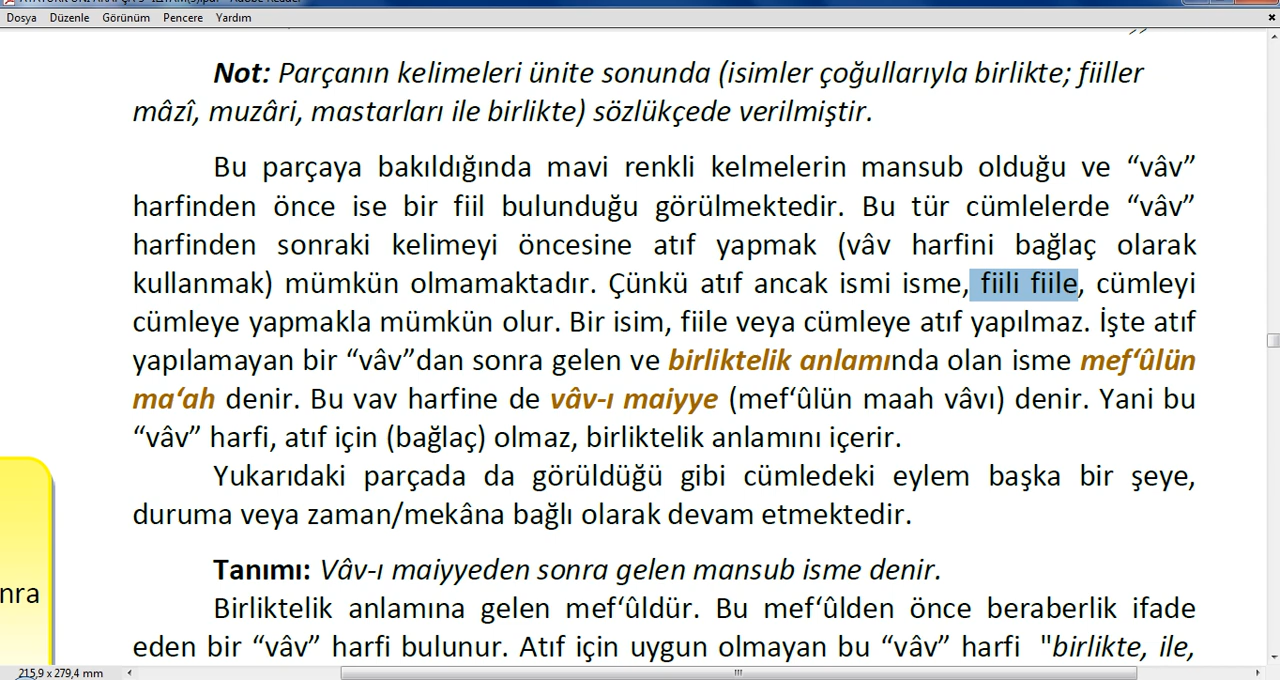 Dosya Düzenle Görünüm Pencere Yardım
Not: Parçanın kelimeleri ünite sonunda (isimler çoğullarıyla birlikte; fiiller
mâzî, muzâri, mastarları ile birlikte) sözlükçede verilmiştir.
Bu parçaya bakıldığında mavi renkli kelmelerin mansub olduğu ve “vâv”
harfinden önce ise bir fiil bulunduğu görülmektedir. Bu tür cümlelerde “vâv”
harfinden sonraki kelimeyi öncesine atıf yapmak (vâv harfini bağlaç olarak
kullanmak) mümkün olmamaktadır. Çünkü atıf ancak ismi isme, fiili fiile, cümleyi
cümleye yapmakla mümkün olur. Bir isim, fiile veya cümleye atıf yapılmaz. İşte atıf
yapılamayan bir “vâv”dan sonra gelen ve birliktelik anlamında olan isme mef‘ûlün
ma‘ah denir. Bu vav harfine de vâv-ı maiyye (mef‘ûlün maah vâvı) denir. Yani bu
“vâv” harfi, atıf için (bağlaç) olmaz, birliktelik anlamını içerir.
Yukarıdaki parçada da görüldüğü gibi cümledeki eylem başka bir şeye,
duruma veya zaman/mekâna bağlı olarak devam etmektedir.
Tanımı: Vâv-ı maiyyeden sonra gelen mansub isme denir.
nra
Birliktelik anlamına gelen mef‘ûldür. Bu mef‘ûlden önce beraberlik ifade
eden bir “vâv” harfi bulunur. Atıf için uygun olmayan bu “vâv” harfi "birlikte, ile,
215,9 x 279,4 mm